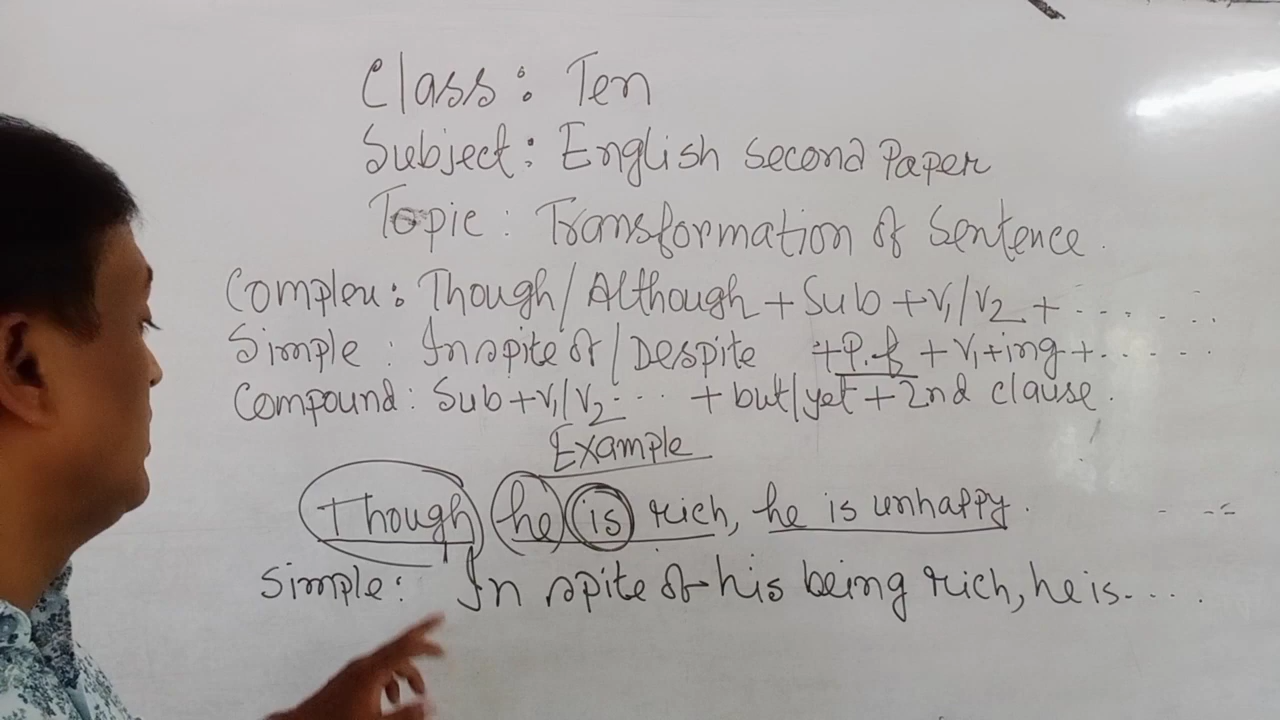 Class: Ten
Subject: English Second Paper
Topic: Transformation of Sentence.
Complex: Though/Although + Sub + V1/V2 + ......
Simple: In spite of/Despite + P.f + V1+ing+......
Compound: Sub+V1/V2.... + but/yet + 2nd clause.
Example
Though he is rich, he is unhappy.
Simple: In spite of his being rich, he is....